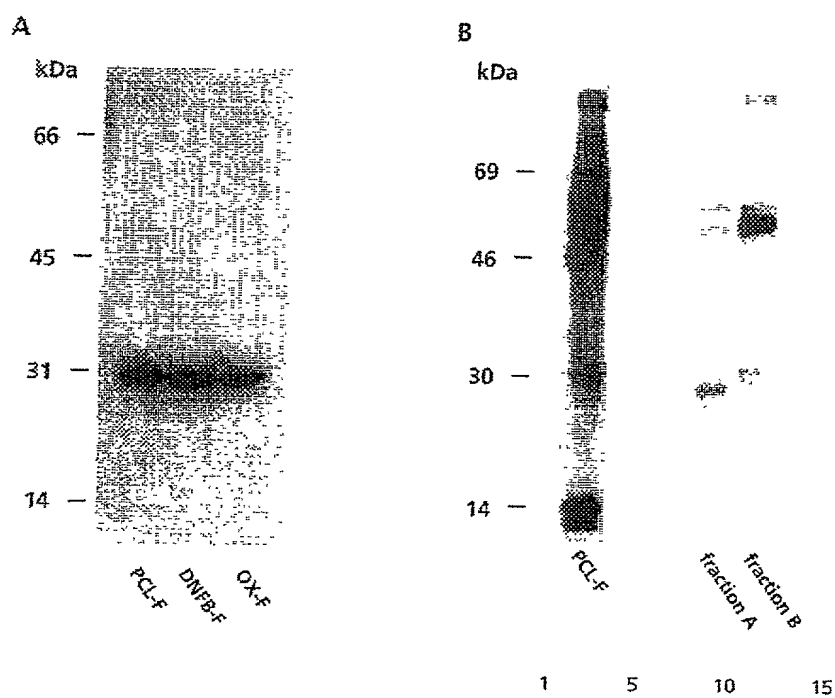 A
kDa
66
45
31
14
PCL-F
DNFB-F
OX-F
B
kDa
69
46
30
14
PCL-F
fraction A
fraction B
1 5 10 15